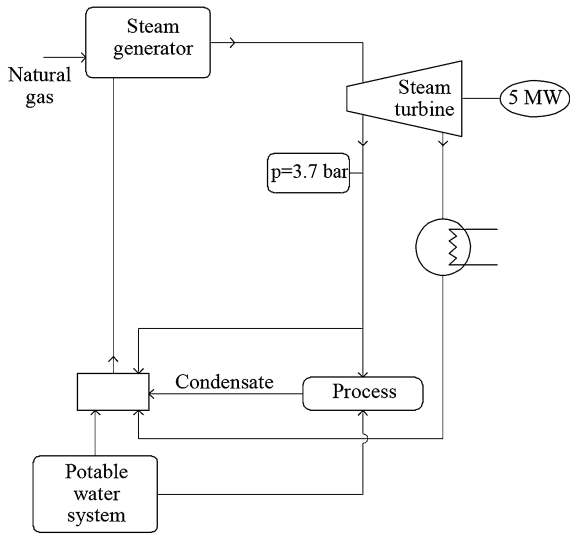 Steam
generator
Natural
gas
Steam
turbine
5 MW
p=3.7 bar
Condensate
Process
Potable
water
system